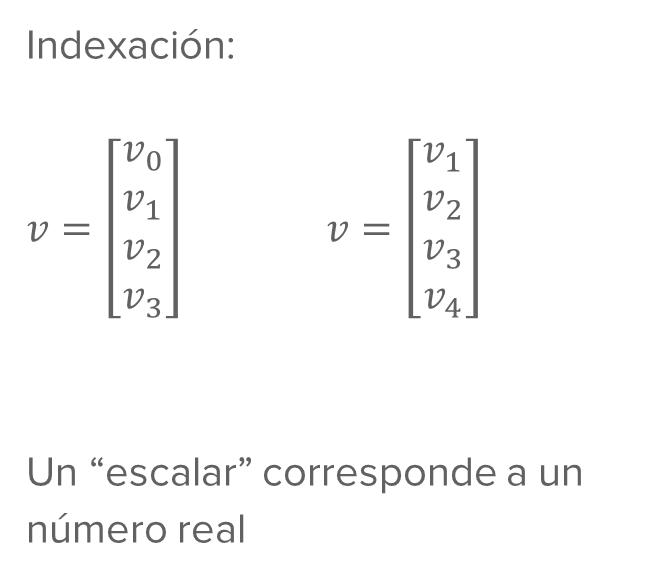 Indexación:
v = [v₀ v₁ v₂ v₃] v = [v₁ v₂ v₃ v₄]
Un “escalar” corresponde a un
número real